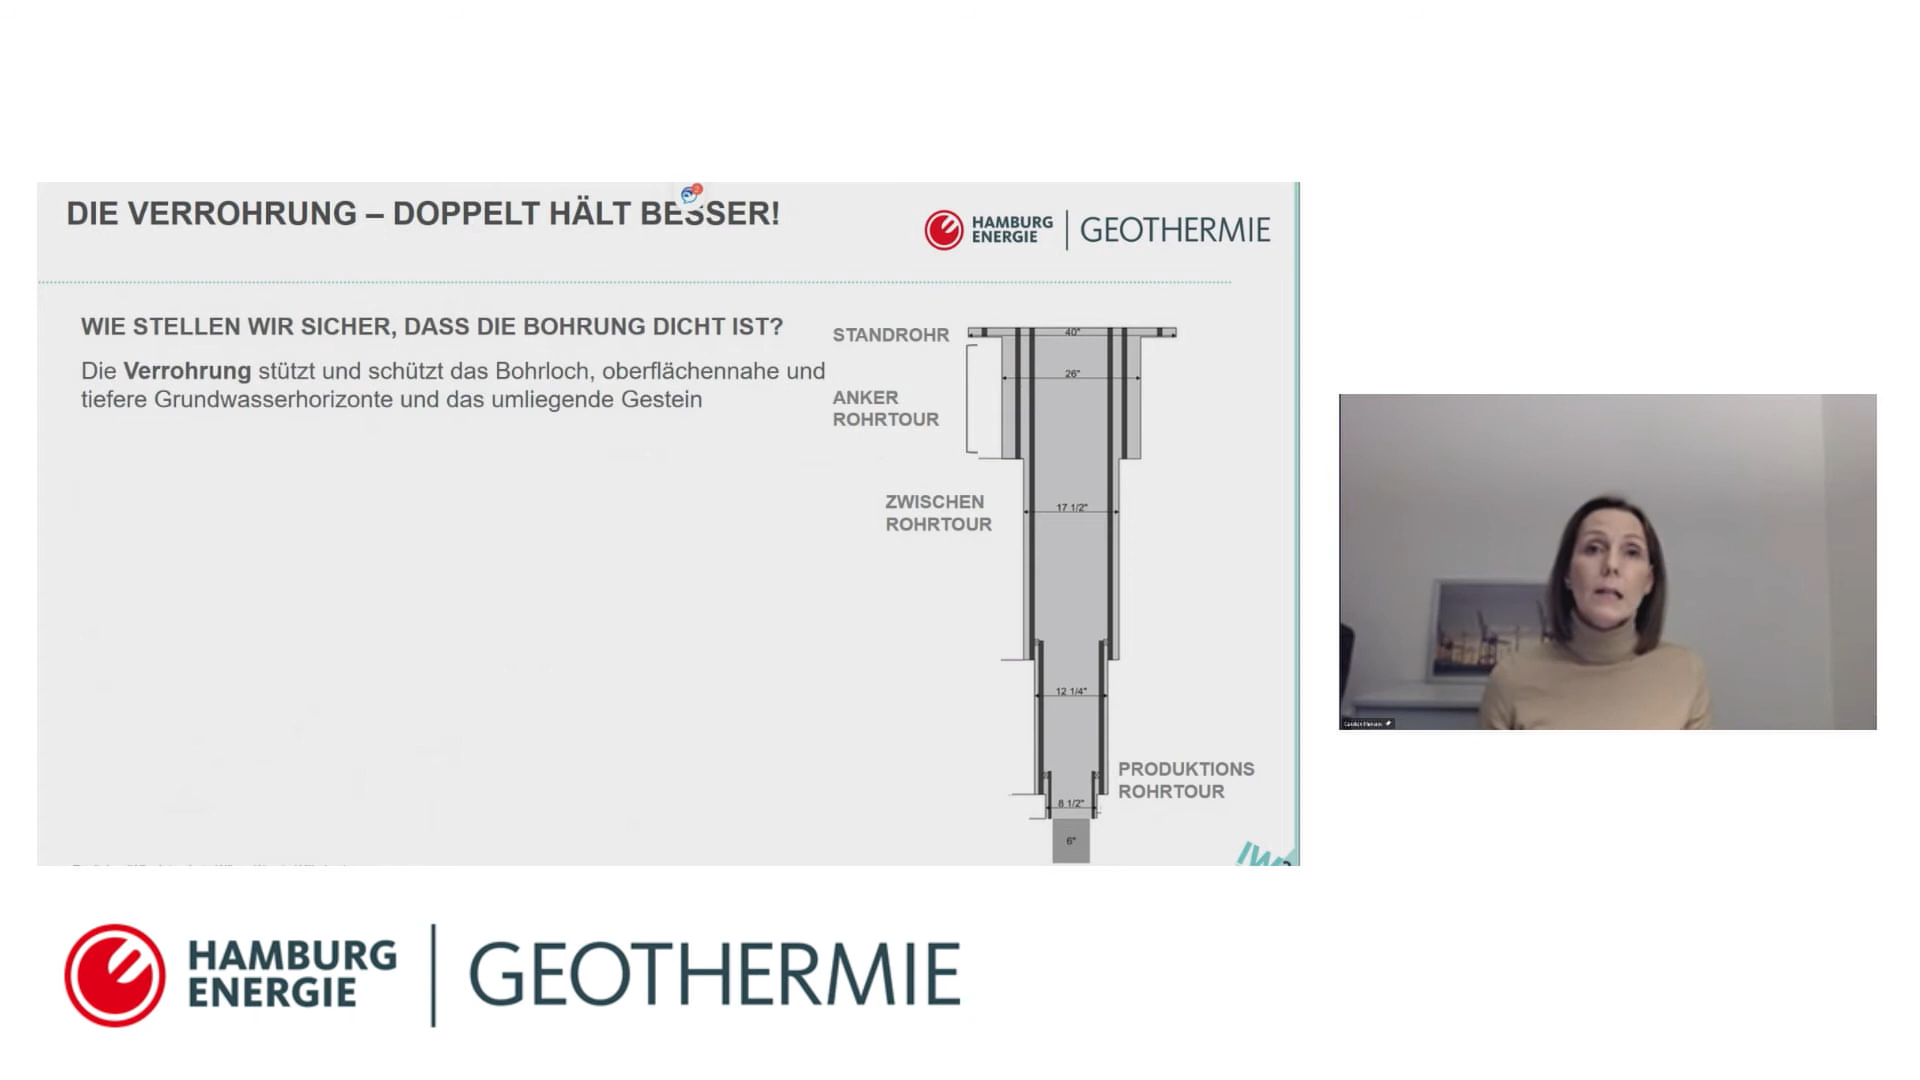 DIE VERROHRUNG – DOPPELT HÄLT BESSER!
HAMBURG
ENERGIE
GEOTHERMIE
WIE STELLEN WIR SICHER, DASS DIE BOHRUNG DICHT IST?
Die Verrohrung stützt und schützt das Bohrloch, oberflächennahe und
tiefere Grundwasserhorizonte und das umliegende Gestein
STANDROHR
40"
26"
ANKER
ROHRTOUR
ZWISCHEN
ROHRTOUR
17 1/2"
12 1/4"
PRODUKTIONS
ROHRTOUR
8 1/2"
6"
HAMBURG
ENERGIE
GEOTHERMIE